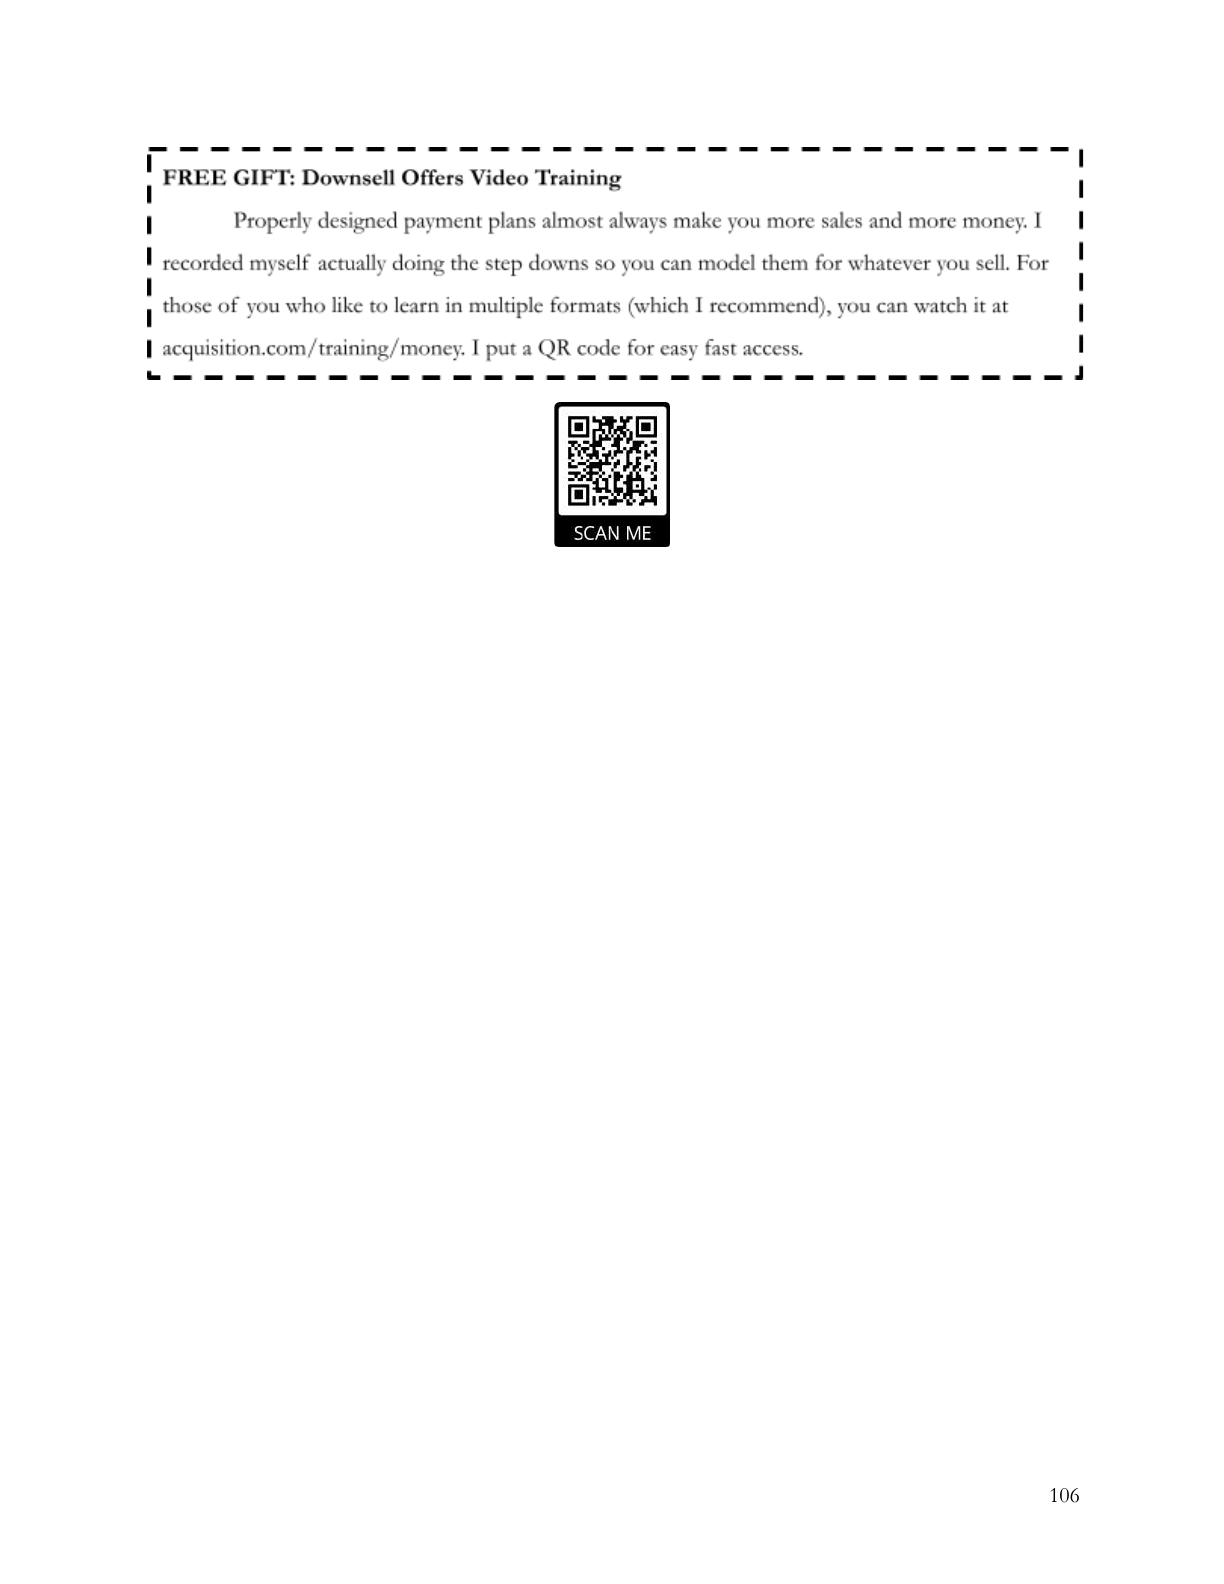 FREE GIFT: Downsell Offers Video Training
Properly designed payment plans almost always make you more sales and more money. I
recorded myself actually doing the step downs so you can model them for whatever you sell. For
those of you who like to learn in multiple formats (which I recommend), you can watch it at
acquisition.com/training/money. I put a QR code for easy fast access.
SCAN ME
106